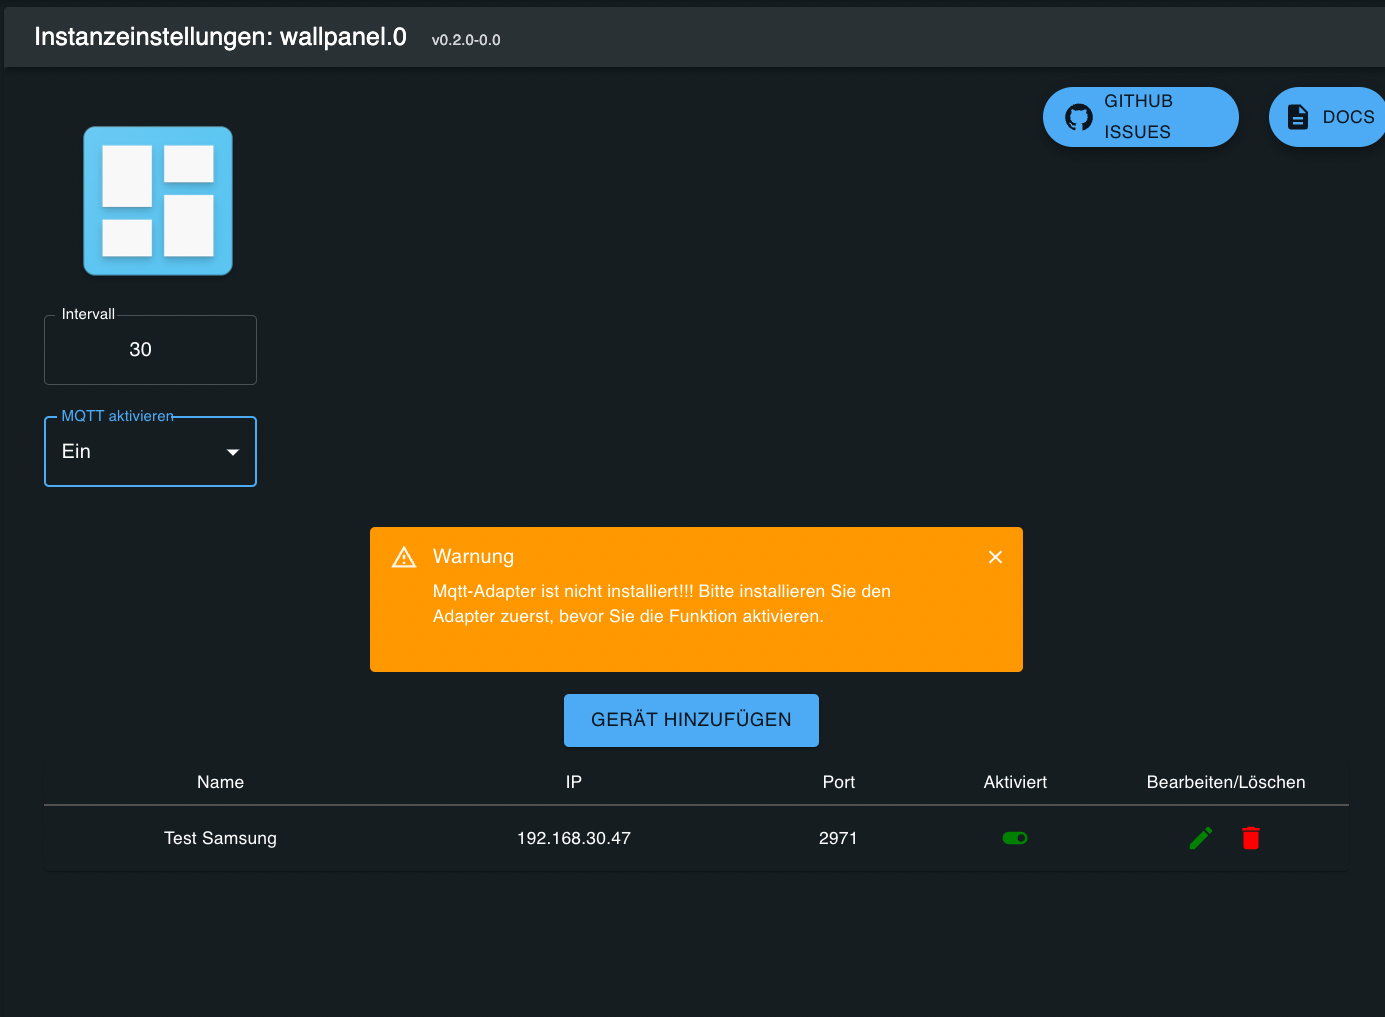 Instanzeinstellungen: wallpanel.0 v0.2.0-0.0
GITHUB
ISSUES
DOCS
Intervall
30
MQTT aktivieren
Ein
Warnung
Mqtt-Adapter ist nicht installiert!!! Bitte installieren Sie den
Adapter zuerst, bevor Sie die Funktion aktivieren.
GERÄT HINZUFÜGEN
Name IP Port Aktiviert Bearbeiten/Löschen
Test Samsung 192.168.30.47 2971